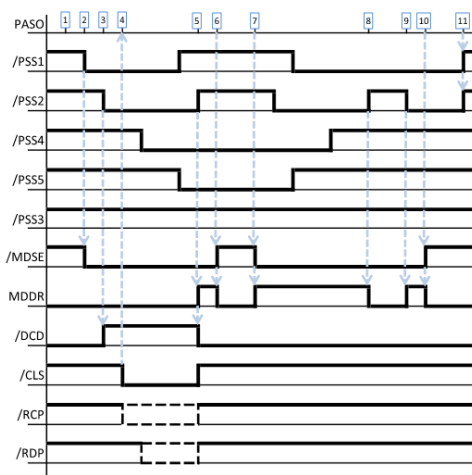 PASO 1 2 3 4 5 6 7 8 9 10 11
/PSS1
/PSS2
/PSS4
/PSS5
/PSS3
/MDSE
MDDR
/DCD
/CLS
/RCP
/RDP